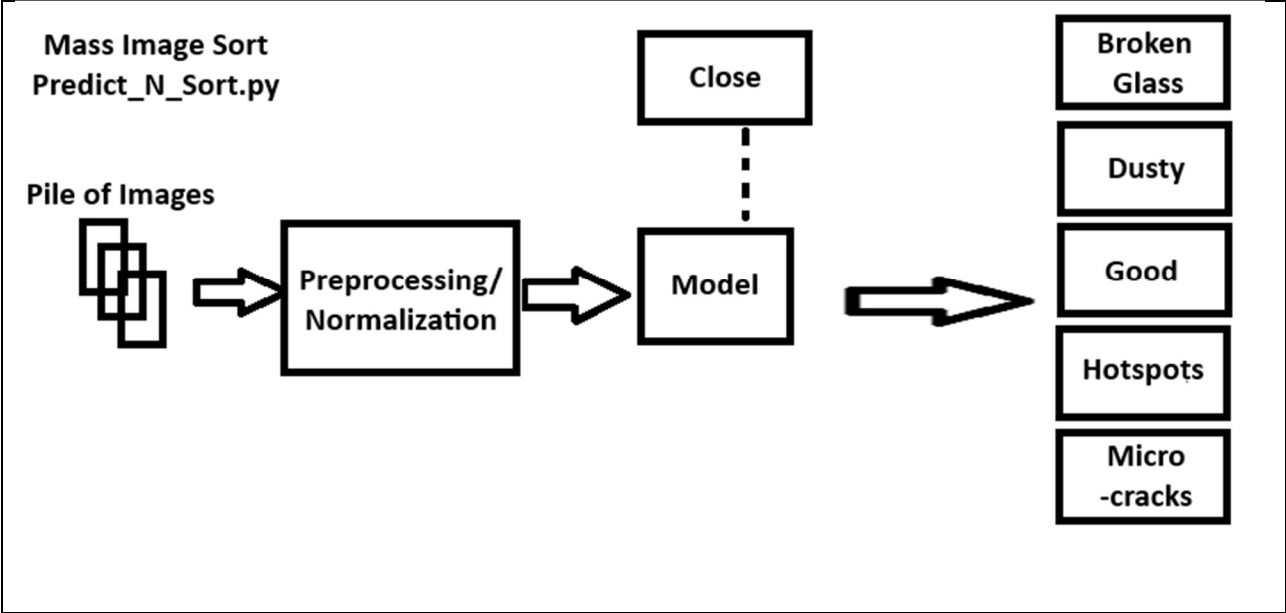 Mass Image Sort
Predict_N_Sort.py
Pile of Images
Preprocessing/
Normalization
Close
Model
Broken
Glass
Dusty
Good
Hotspots
Micro
-cracks